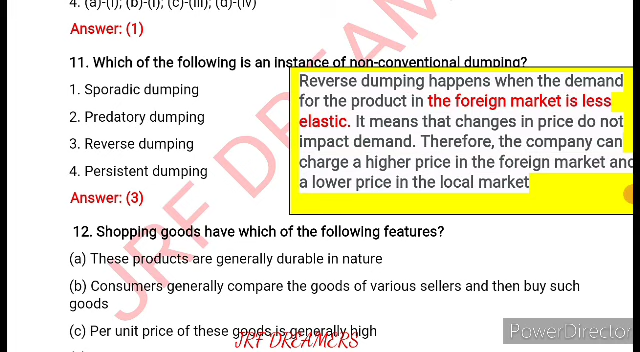 4. (a)-(i); (b)-(i); (c)-(iii); (d)-(iv)
Answer: (1)
11. Which of the following is an instance of non-conventional dumping?
1. Sporadic dumping
2. Predatory dumping
3. Reverse dumping
4. Persistent dumping
Answer: (3)
Reverse dumping happens when the demand
for the product in the foreign market is less
elastic. It means that changes in price do not
impact demand. Therefore, the company can
charge a higher price in the foreign market and
a lower price in the local market
12. Shopping goods have which of the following features?
(a) These products are generally durable in nature
(b) Consumers generally compare the goods of various sellers and then buy such
goods
(c) Per unit price of these goods is generally high
JRF DREAMERS
JRF DREAM
PowerDirector